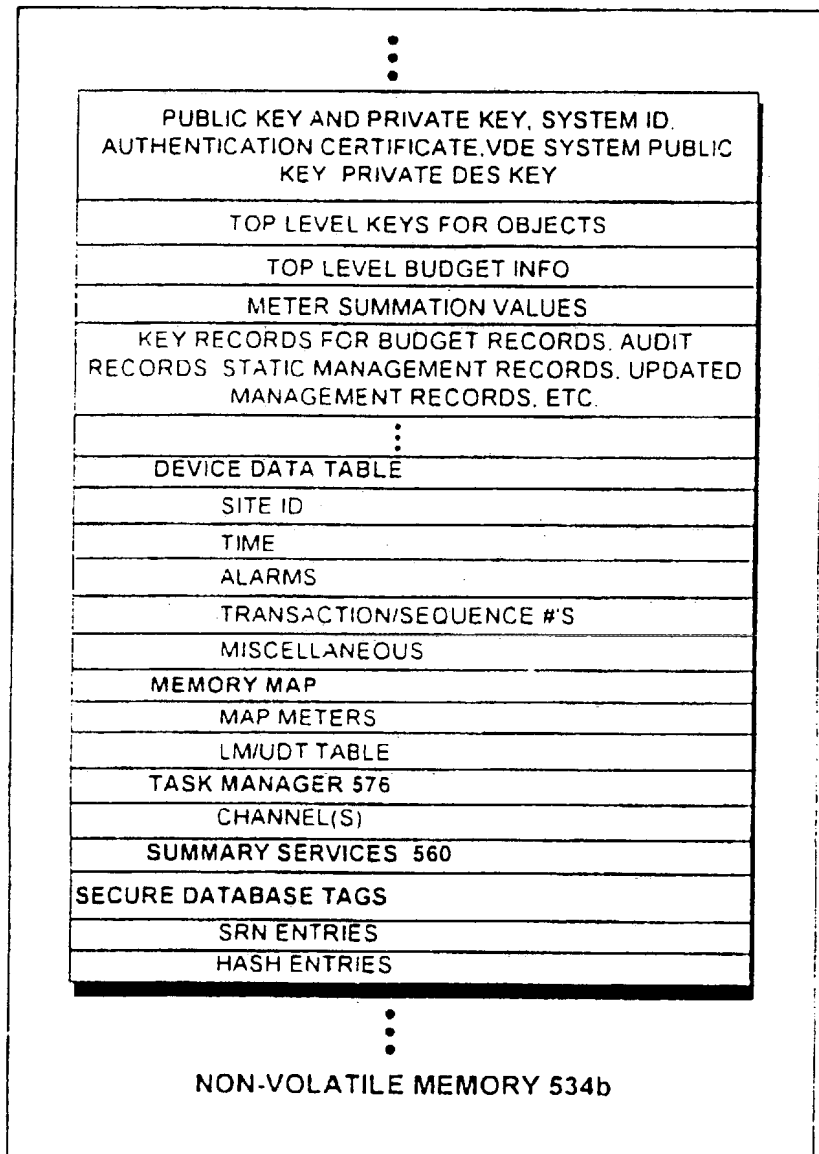 PUBLIC KEY AND PRIVATE KEY, SYSTEM ID.
AUTHENTICATION CERTIFICATE,VDE SYSTEM PUBLIC
KEY PRIVATE DES KEY
TOP LEVEL KEYS FOR OBJECTS
TOP LEVEL BUDGET INFO
METER SUMMATION VALUES
KEY RECORDS FOR BUDGET RECORDS, AUDIT
RECORDS STATIC MANAGEMENT RECORDS, UPDATED
MANAGEMENT RECORDS, ETC.
DEVICE DATA TABLE
SITE ID
TIME
ALARMS
TRANSACTION/SEQUENCE #'S
MISCELLANEOUS
MEMORY MAP
MAP METERS
LM/UDT TABLE
TASK MANAGER 576
CHANNEL(S)
SUMMARY SERVICES 560
SECURE DATABASE TAGS
SRN ENTRIES
HASH ENTRIES
NON-VOLATILE MEMORY 534b